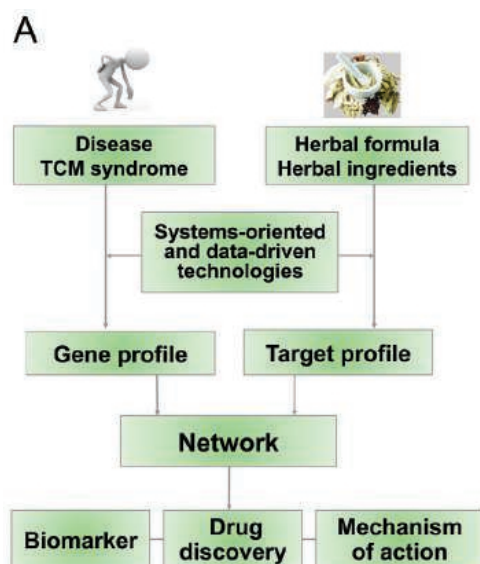 A
Disease
TCM syndrome
Herbal formula
Herbal ingredients
Systems-oriented
and data-driven
technologies
Gene profile
Target profile
Network
Biomarker
Drug
discovery
Mechanism
of action